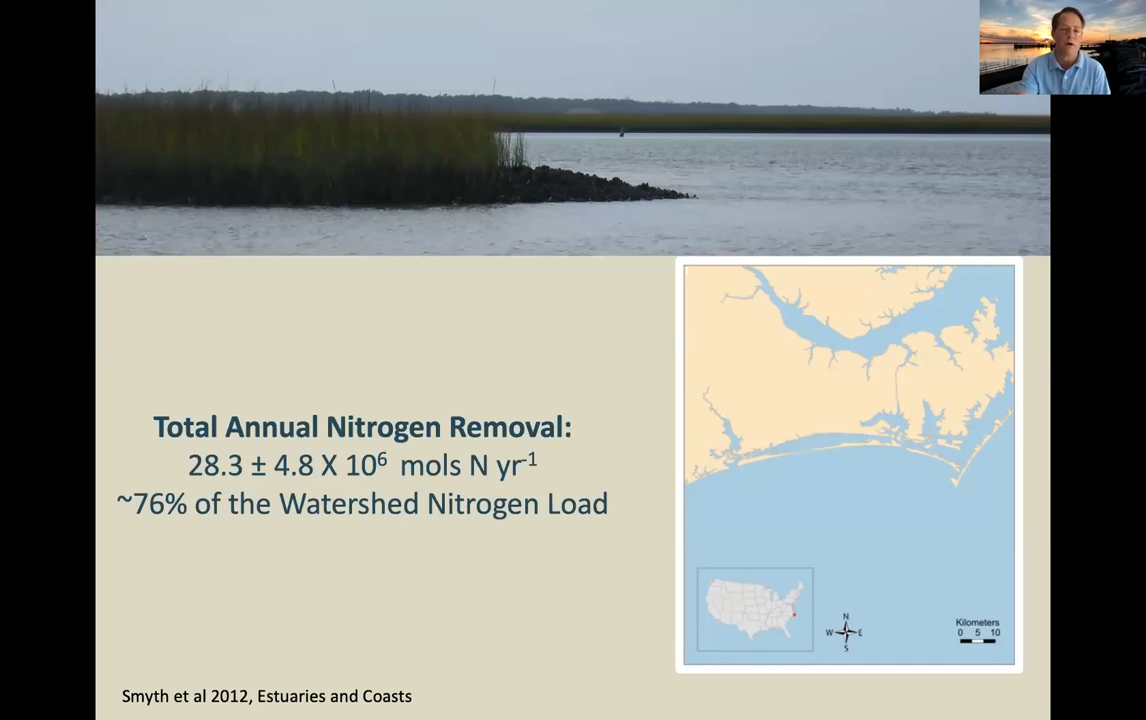 Total Annual Nitrogen Removal:
28.3 ± 4.8 X 10⁶ mols N yr⁻¹
~76% of the Watershed Nitrogen Load
N
W E
S
Kilometers
0 5 10
Smyth et al 2012, Estuaries and Coasts